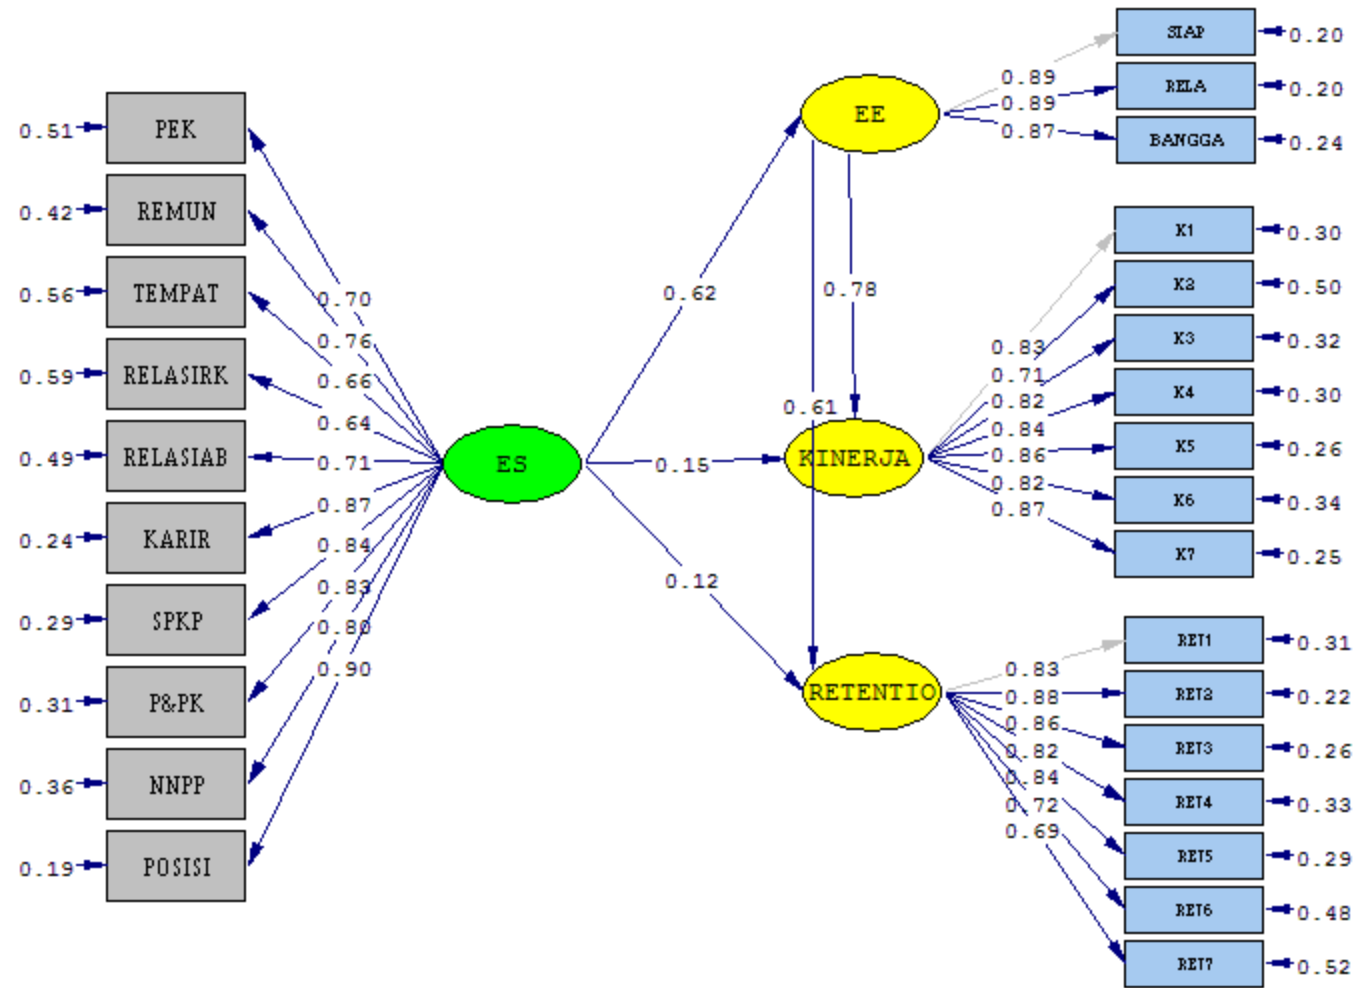 0.51
PEK
0.42
REMUN
0.56
TEMPAT
0.59
RELASIRK
0.49
RELASIAB
0.24
KARIR
0.29
SPKP
0.31
P&PK
0.36
NNPP
0.19
POSISI
0.70
0.76
0.66
0.64
0.71
0.87
0.84
0.83
0.80
0.90
ES
0.62
0.15
0.12
EE
0.78
0.61
KINERJA
RETENTIO
0.89
0.89
0.87
SIAP
0.20
RELA
0.20
BANGGA
0.24
0.83
0.71
0.82
0.84
0.86
0.82
0.87
K1
0.30
K2
0.50
K3
0.32
K4
0.30
K5
0.26
K6
0.34
K7
0.25
0.83
0.88
0.86
0.82
0.84
0.72
0.69
RET1
0.31
RET2
0.22
RET3
0.26
RET4
0.33
RET5
0.29
RET6
0.48
RET7
0.52